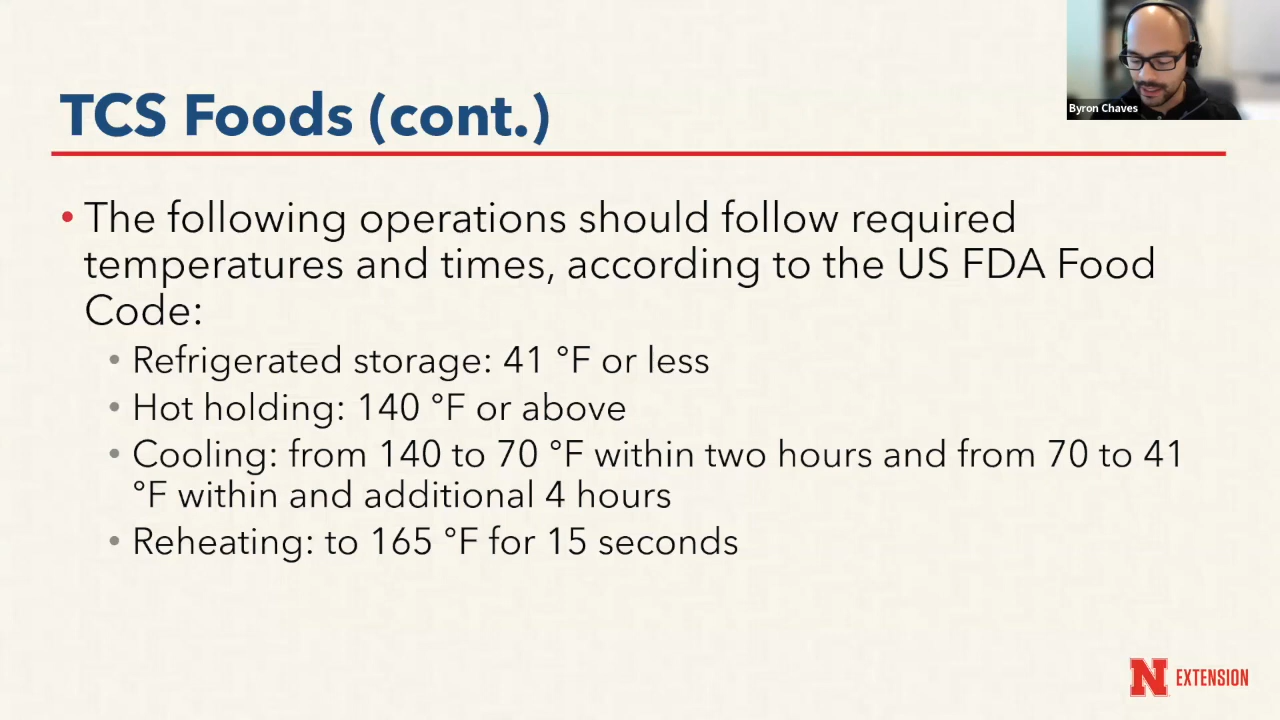 Byron Chaves
TCS Foods (cont.)
• The following operations should follow required
temperatures and times, according to the US FDA Food
Code:
• Refrigerated storage: 41 °F or less
• Hot holding: 140 °F or above
• Cooling: from 140 to 70 °F within two hours and from 70 to 41
°F within and additional 4 hours
• Reheating: to 165 °F for 15 seconds
N EXTENSION